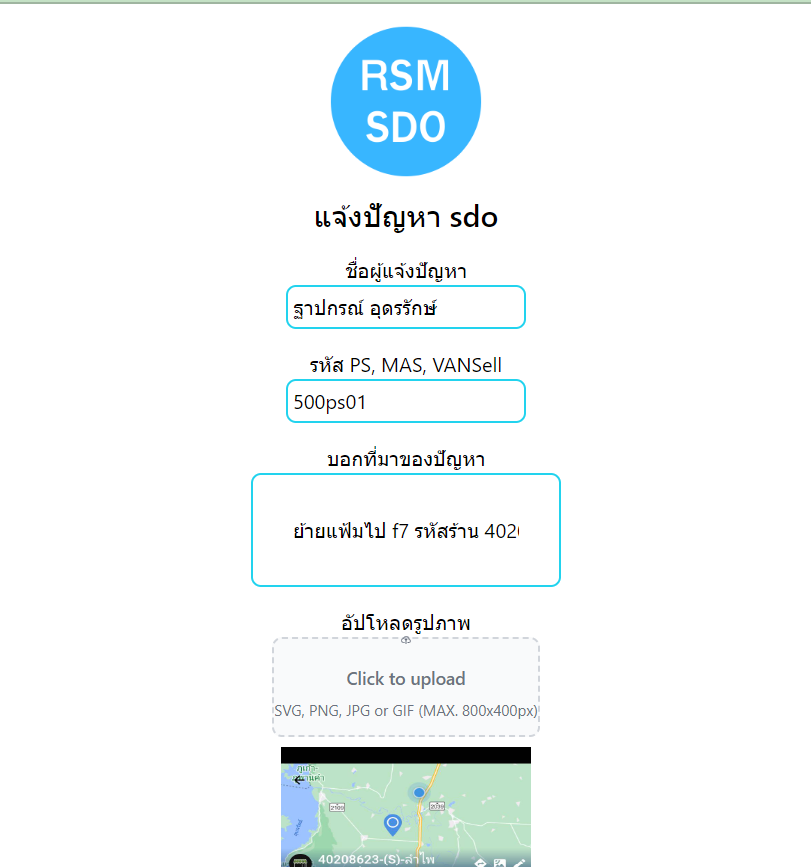 RSM
SDO
แจ้งปัญหา sdo
ชื่อผู้แจ้งปัญหา
ฐาปกรณ์ อุดรรักษ์
รหัส PS, MAS, VANSell
500ps01
บอกที่มาของปัญหา
ย้ายแฟ้มไป f7 รหัสร้าน 402
อัปโหลดรูปภาพ
Click to upload
SVG, PNG, JPG or GIF (MAX. 800x400px)
2109
2039
40208623-(S)-ลำไพ